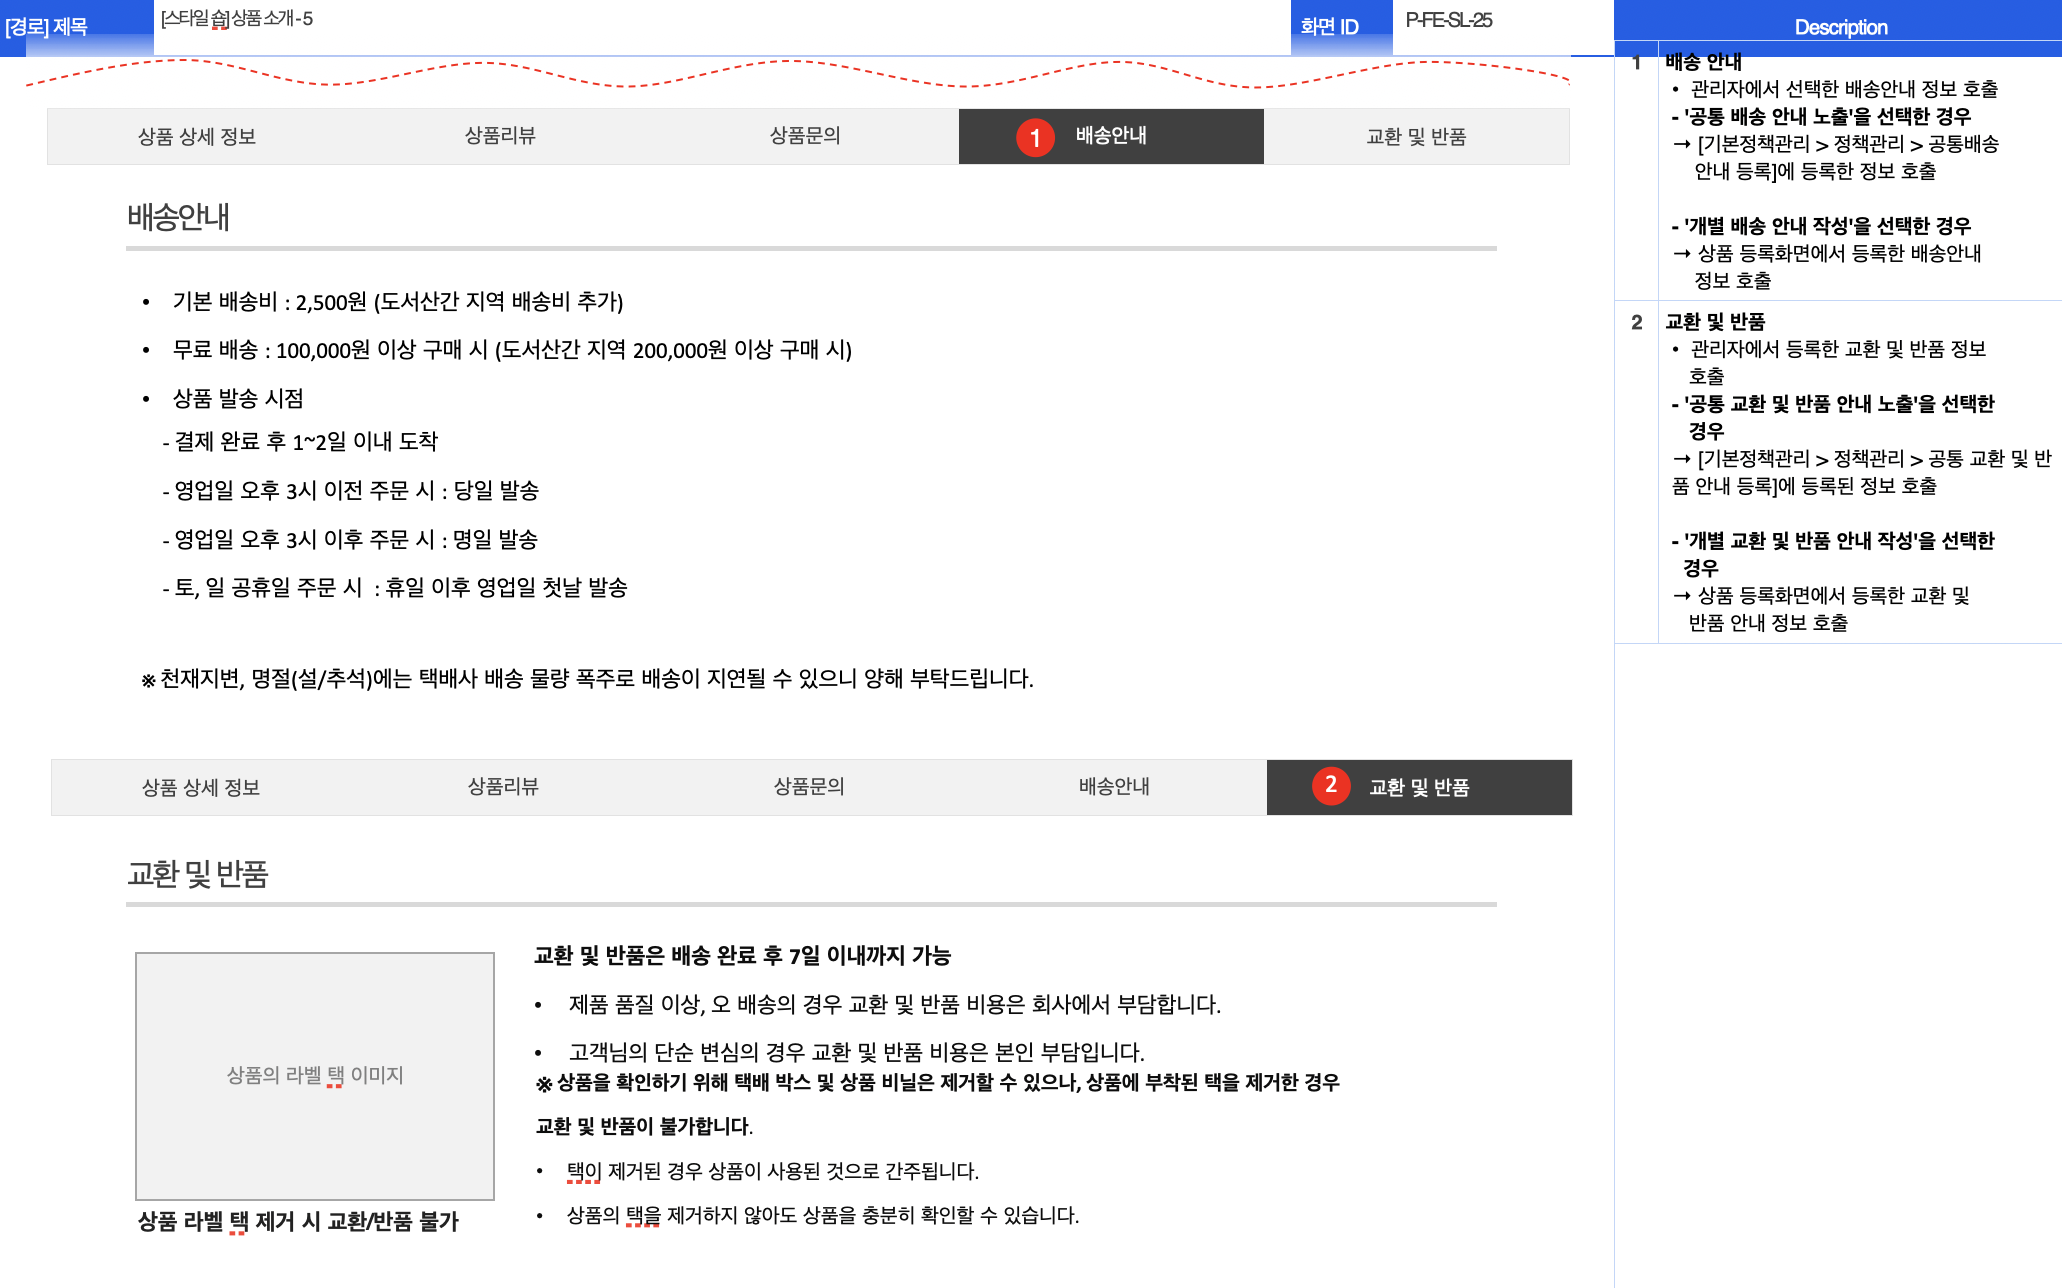 [경로] 제목
[스타일 숍] 상품 소개 - 5
화면 ID
P-FE-SL-25
Description
상품 상세 정보
상품리뷰
상품문의
1
배송안내
교환 및 반품
배송안내
• 기본 배송비 : 2,500원 (도서산간 지역 배송비 추가)
• 무료 배송 : 100,000원 이상 구매 시 (도서산간 지역 200,000원 이상 구매 시)
• 상품 발송 시점
- 결제 완료 후 1~2일 이내 도착
- 영업일 오후 3시 이전 주문 시 : 당일 발송
- 영업일 오후 3시 이후 주문 시 : 명일 발송
- 토, 일 공휴일 주문 시 : 휴일 이후 영업일 첫날 발송
※ 천재지변, 명절(설/추석)에는 택배사 배송 물량 폭주로 배송이 지연될 수 있으니 양해 부탁드립니다.
상품 상세 정보
상품리뷰
상품문의
배송안내
2
교환 및 반품
교환 및 반품
상품의 라벨 택 이미지
상품 라벨 택 제거 시 교환/반품 불가
교환 및 반품은 배송 완료 후 7일 이내까지 가능
• 제품 품질 이상, 오 배송의 경우 교환 및 반품 비용은 회사에서 부담합니다.
• 고객님의 단순 변심의 경우 교환 및 반품 비용은 본인 부담입니다.
※ 상품을 확인하기 위해 택배 박스 및 상품 비닐은 제거할 수 있으나, 상품에 부착된 택을 제거한 경우
교환 및 반품이 불가합니다.
• 택이 제거된 경우 상품이 사용된 것으로 간주됩니다.
• 상품의 택을 제거하지 않아도 상품을 충분히 확인할 수 있습니다.
1
배송 안내
• 관리자에서 선택한 배송안내 정보 호출
- '공통 배송 안내 노출'을 선택한 경우
→ [기본정책관리 > 정책관리 > 공통배송
안내 등록]에 등록한 정보 호출
- '개별 배송 안내 작성'을 선택한 경우
→ 상품 등록화면에서 등록한 배송안내
정보 호출
2
교환 및 반품
• 관리자에서 등록한 교환 및 반품 정보
호출
- '공통 교환 및 반품 안내 노출'을 선택한
경우
→ [기본정책관리 > 정책관리 > 공통 교환 및 반
품 안내 등록]에 등록된 정보 호출
- '개별 교환 및 반품 안내 작성'을 선택한
경우
→ 상품 등록화면에서 등록한 교환 및
반품 안내 정보 호출